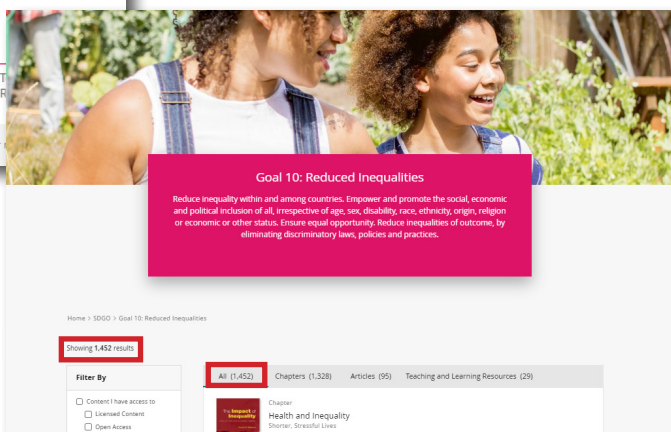 T
R
Goal 10: Reduced Inequalities
Reduce inequality within and among countries. Empower and promote the social, economic
and political inclusion of all, irrespective of age, sex, disability, race, ethnicity, origin, religion
or economic or other status. Ensure equal opportunity. Reduce inequalities of outcome, by
eliminating discriminatory laws, policies and practices.
Home > SDGO > Goal 10: Reduced Inequalities
Showing 1,452 results
Filter By
Content I have access to
Licensed Content
Open Access
All (1,452) Chapters (1,328) Articles (95) Teaching and Learning Resources (29)
The Impact of
Inequality
Chapter
Health and Inequality
Shorter, Stressful Lives